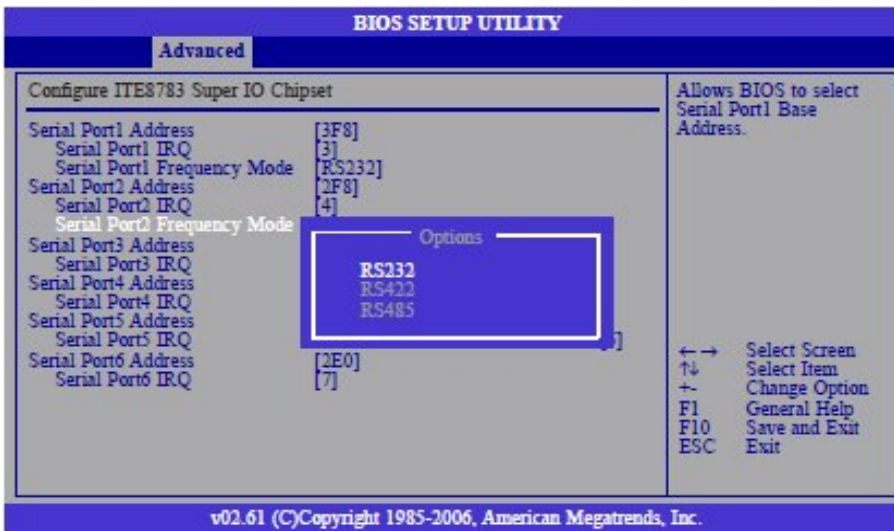 BIOS SETUP UTILITY
Advanced
Configure ITE8783 Super IO Chipset
Serial Port1 Address [3F8]
Serial Port1 IRQ [3]
Serial Port1 Frequency Mode [RS232]
Serial Port2 Address [2F8]
Serial Port2 IRQ [4]
Serial Port2 Frequency Mode
Serial Port3 Address
Serial Port3 IRQ
Serial Port4 Address
Serial Port4 IRQ
Serial Port5 Address
Serial Port5 IRQ
Serial Port6 Address [2E0]
Serial Port6 IRQ [7]
Options
RS232
RS422
RS485
Allows BIOS to select
Serial Port1 Base
Address.
←→ Select Screen
↑↓ Select Item
+- Change Option
F1 General Help
F10 Save and Exit
ESC Exit
v02.61 (C)Copyright 1985-2006, American Megatrends, Inc.